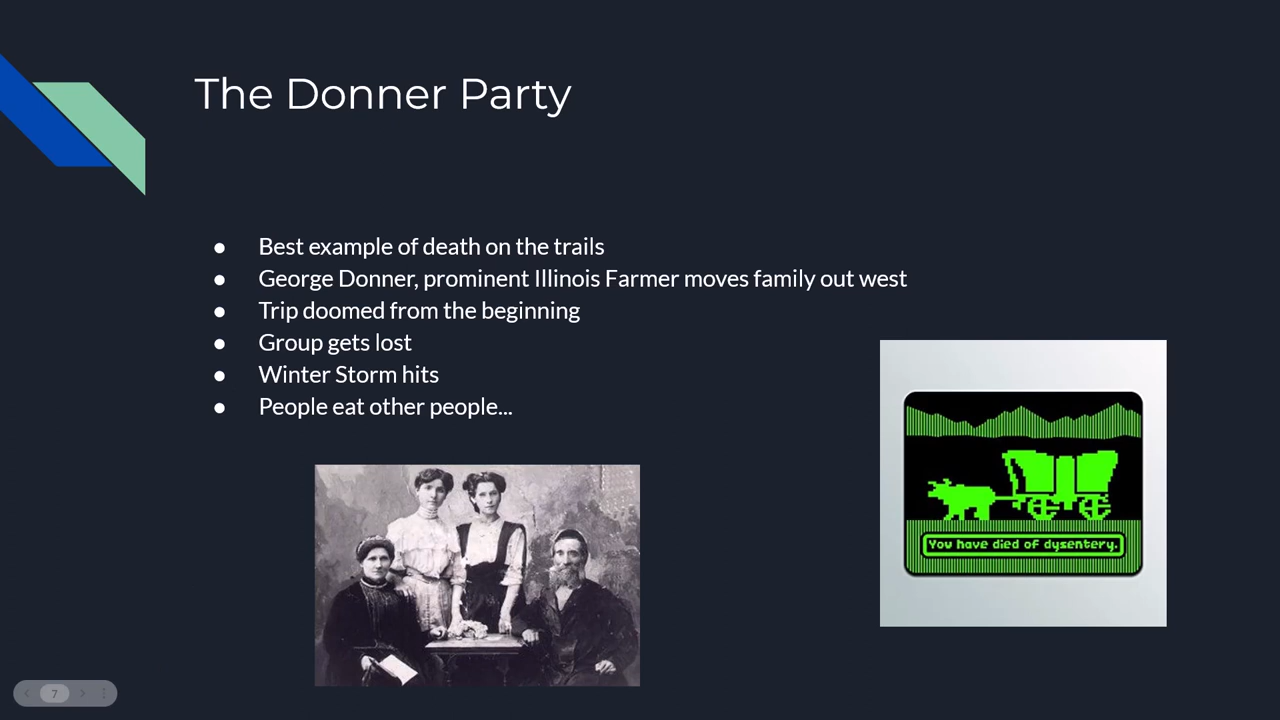 The Donner Party
● Best example of death on the trails
● George Donner, prominent Illinois Farmer moves family out west
● Trip doomed from the beginning
● Group gets lost
● Winter Storm hits
● People eat other people...
You have died of dysentery.
7